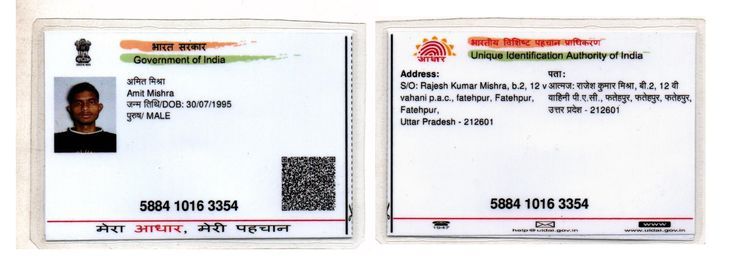 भारत सरकार
Government of India
अमित मिश्रा
Amit Mishra
जन्म तिथि/DOB: 30/07/1995
पुरुष/ MALE
5884 1016 3354
मेरा आधार, मेरी पहचान
भारतीय विशिष्ट पहचान प्राधिकरण
Unique Identification Authority of India
आधार
Address:
S/O: Rajesh Kumar Mishra, b.2, 12 v
vahani p.a.c., fatehpur, Fatehpur,
Fatehpur,
Uttar Pradesh - 212601
पता:
आत्मज: राजेश कुमार मिश्रा, बी.2, 12 वी
वाहिनी पी.ए.सी., फतेहपुर, फतेहपुर, फतेहपुर,
उत्तर प्रदेश - 212601
5884 1016 3354
1947
help@uidai.gov.in
www
www.uidai.gov.in